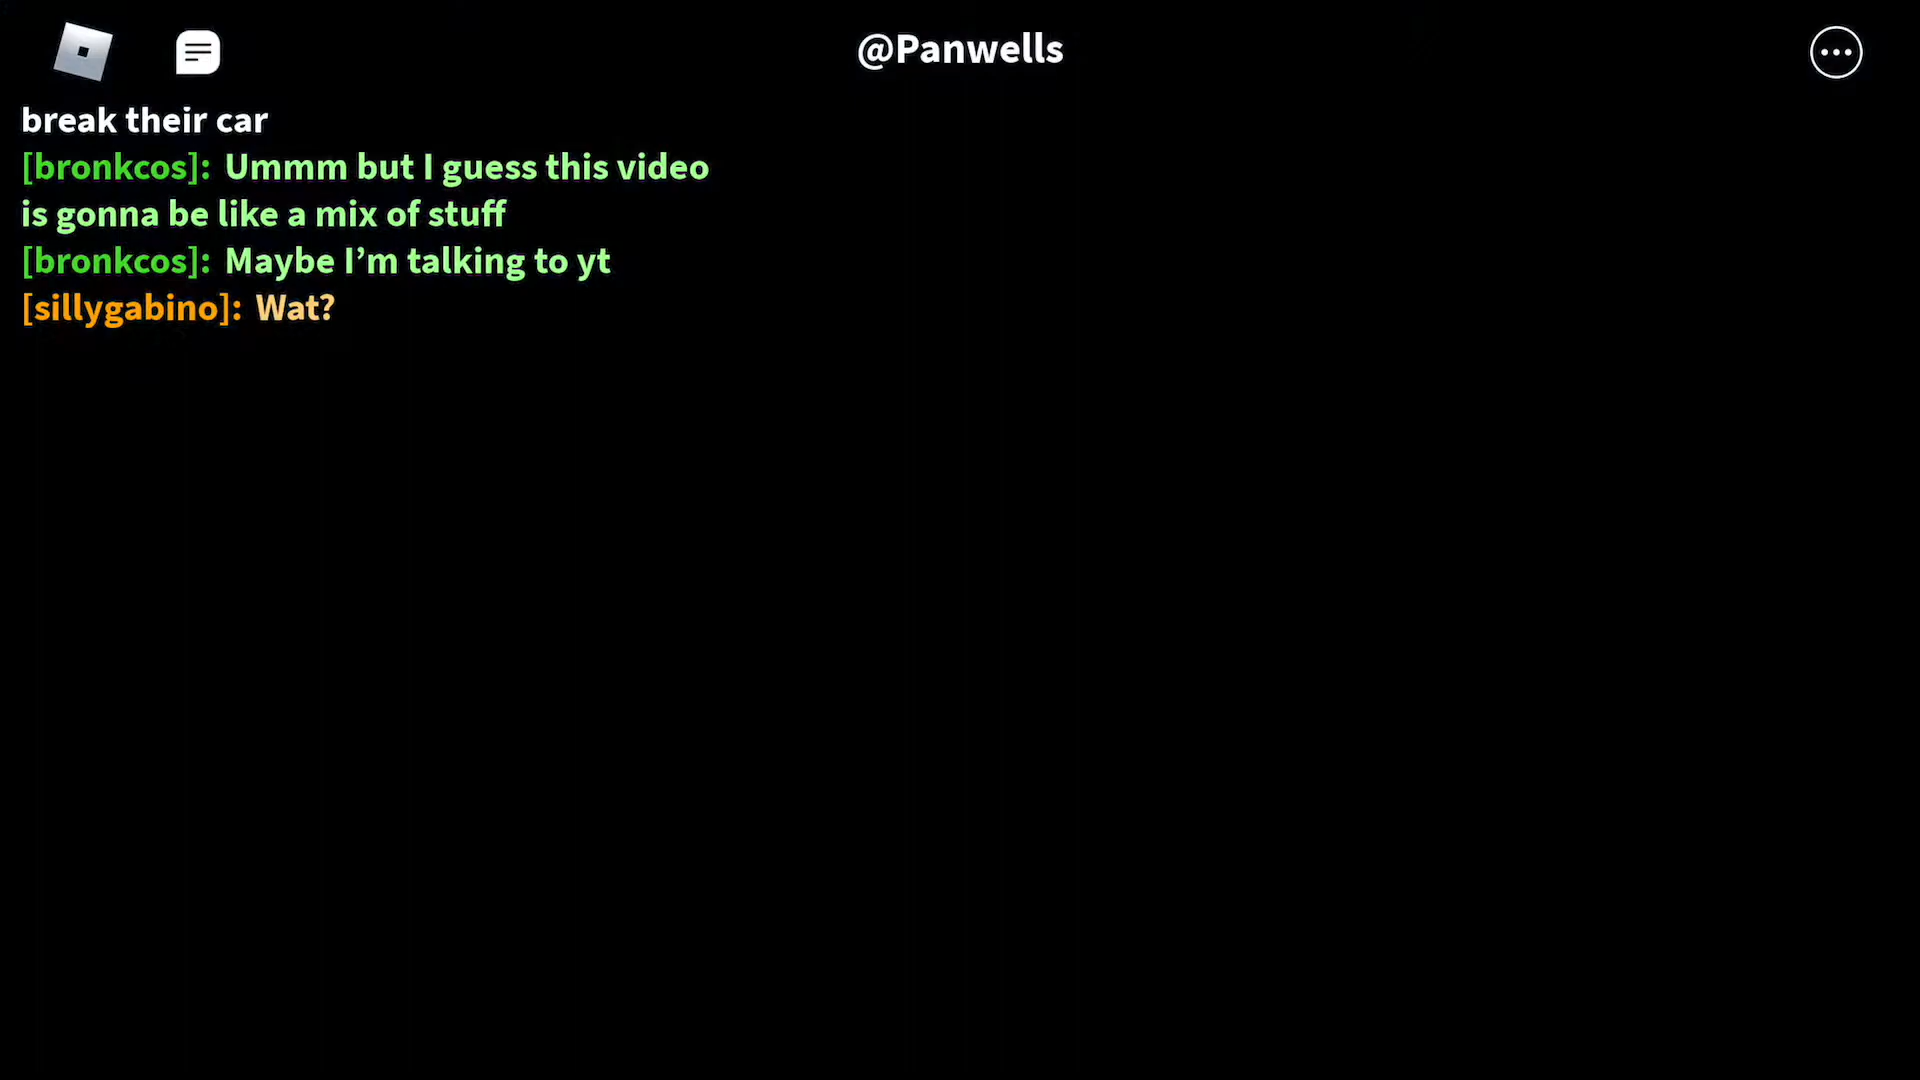 @Panwells
break their car
[bronkcos]: Ummm but I guess this video
is gonna be like a mix of stuff
[bronkcos]: Maybe I’m talking to yt
[sillygabino]: Wat?